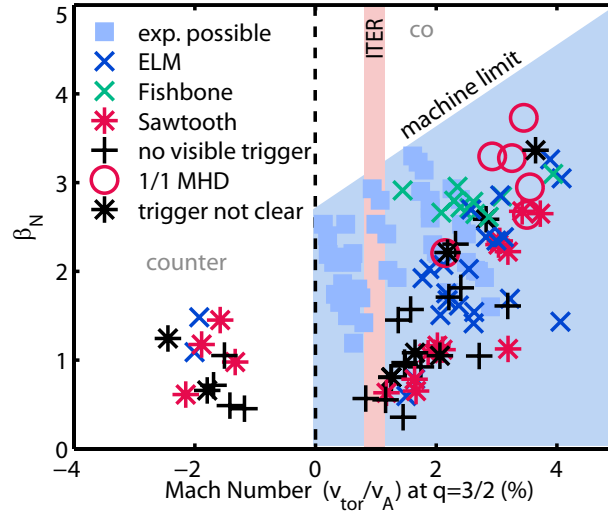 5
4
3
2
1
0
β_N
exp. possible
ELM
Fishbone
Sawtooth
no visible trigger
1/1 MHD
trigger not clear
counter
ITER
co
machine limit
−4
−2
0
2
4
Mach Number (v_tor/v_A) at q=3/2 (%)